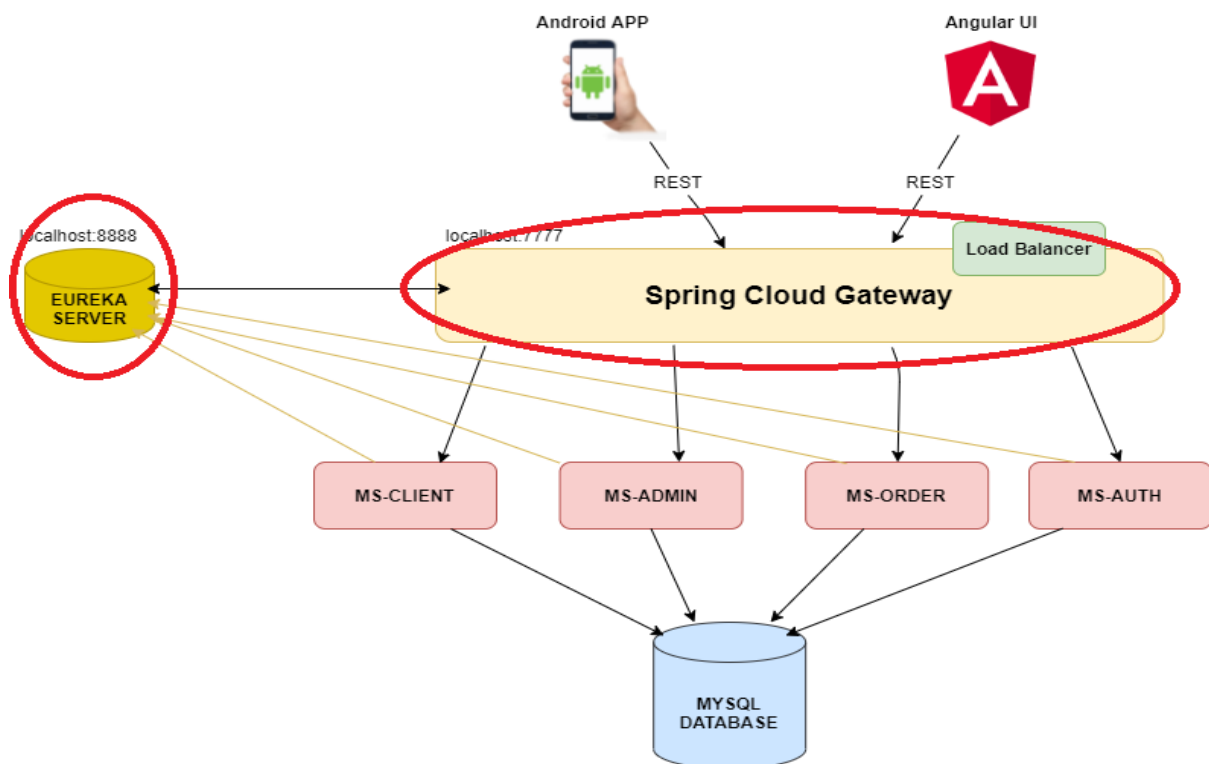 Android APP
Angular UI
REST
REST
localhost:8888
localhost:7777
Load Balancer
EUREKA
SERVER
Spring Cloud Gateway
MS-CLIENT
MS-ADMIN
MS-ORDER
MS-AUTH
MYSQL
DATABASE